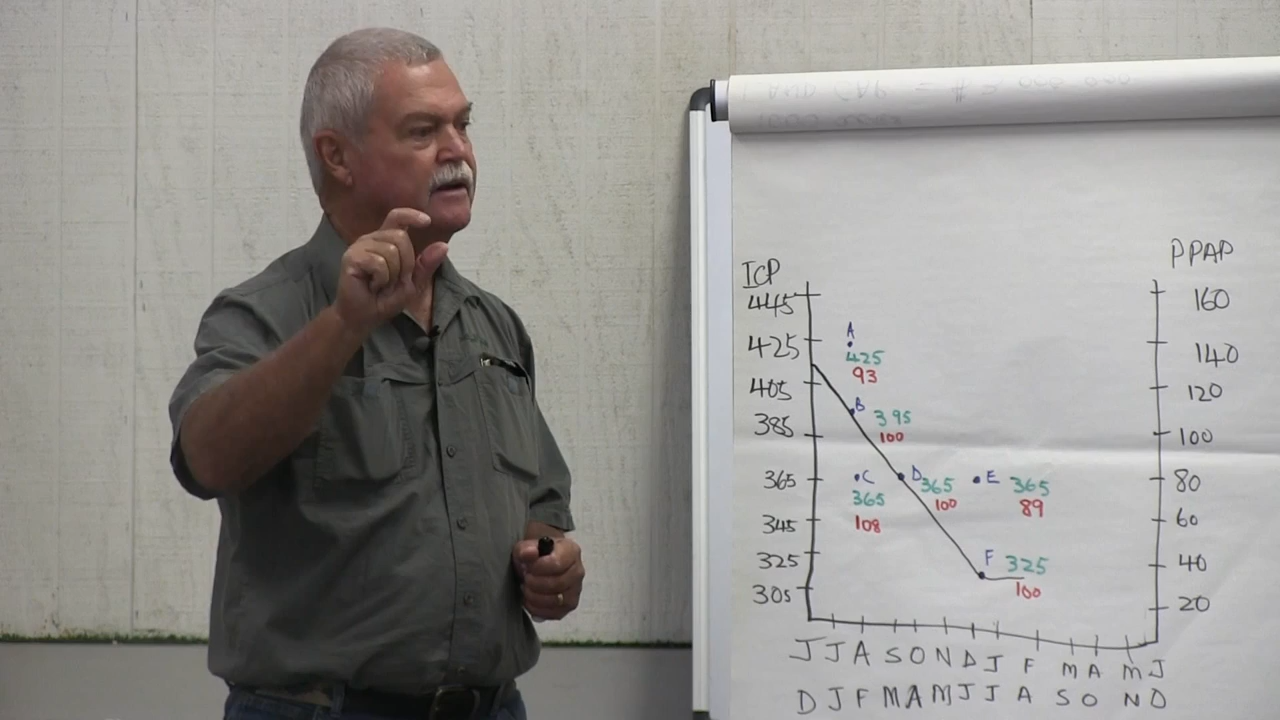 ICP
PPAP
445
160
A
425
425
140
93
405
120
B
395
385
100
100
C
D
365
E
365
365
80
365
100
89
108
345
60
F
325
325
40
100
305
20
J J A S O N D J F M A M J
D J F M A M J J A S O N D